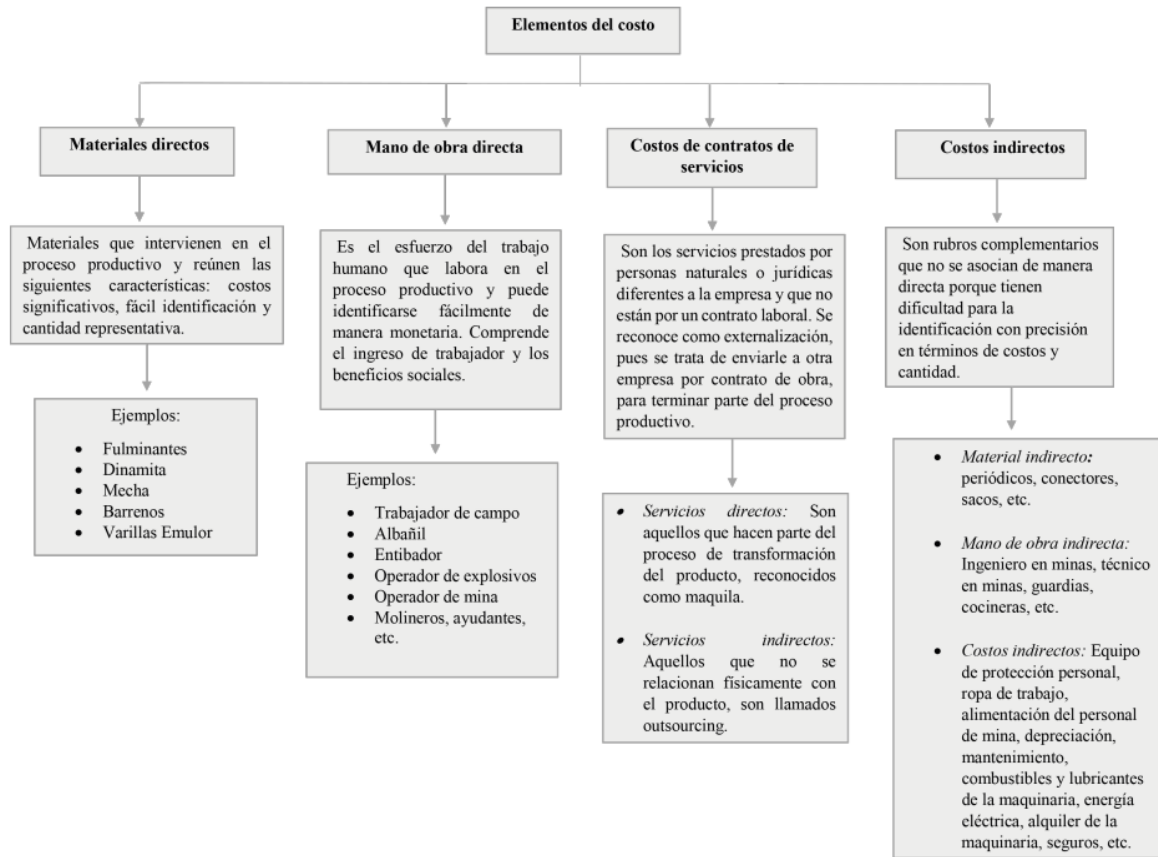 Elementos del costo
Materiales directos
Materiales que intervienen en el
proceso productivo y reúnen las
siguientes características: costos
significativos, fácil identificación y
cantidad representativa.
Ejemplos:
• Fulminantes
• Dinamita
• Mecha
• Barrenos
• Varillas Emulor
Mano de obra directa
Es el esfuerzo del trabajo
humano que labora en el
proceso productivo y puede
identificarse fácilmente de
manera monetaria. Comprende
el ingreso de trabajador y los
beneficios sociales.
Ejemplos:
• Trabajador de campo
• Albañil
• Entibador
• Operador de explosivos
• Operador de mina
• Molineros, ayudantes,
etc.
Costos de contratos de
servicios
Son los servicios prestados por
personas naturales o jurídicas
diferentes a la empresa y que no
están por un contrato laboral. Se
reconoce como externalización,
pues se trata de enviarle a otra
empresa por contrato de obra,
para terminar parte del proceso
productivo.
• Servicios directos: Son
aquellos que hacen parte del
proceso de transformación
del producto, reconocidos
como maquila.
• Servicios indirectos:
Aquellos que no se
relacionan físicamente con
el producto, son llamados
outsourcing.
Costos indirectos
Son rubros complementarios
que no se asocian de manera
directa porque tienen
dificultad para la
identificación con precisión
en términos de costos y
cantidad.
• Material indirecto:
periódicos, conectores,
sacos, etc.
• Mano de obra indirecta:
Ingeniero en minas, técnico
en minas, guardias,
cocineras, etc.
• Costos indirectos: Equipo
de protección personal,
ropa de trabajo,
alimentación del personal
de mina, depreciación,
mantenimiento,
combustibles y lubricantes
de la maquinaria, energía
eléctrica, alquiler de la
maquinaria, seguros, etc.